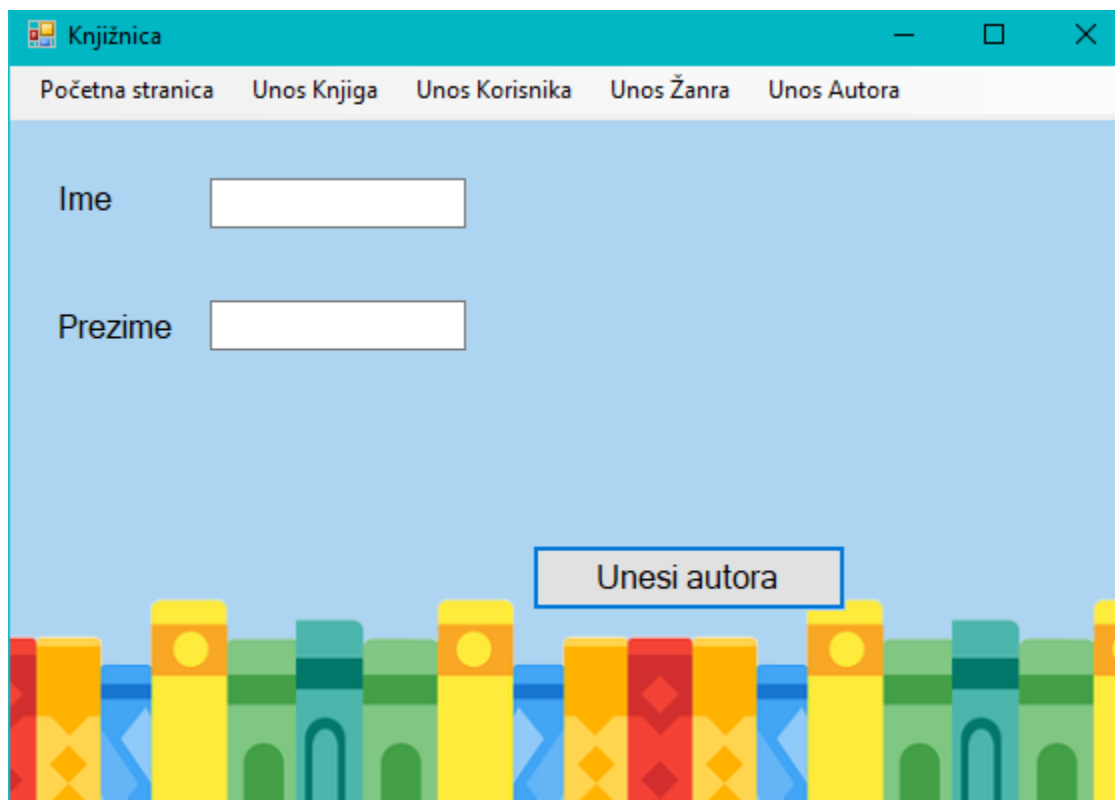 Knjižnica
Početna stranica Unos Knjiga Unos Korisnika Unos Žanra Unos Autora
Ime
Prezime
Unesi autora